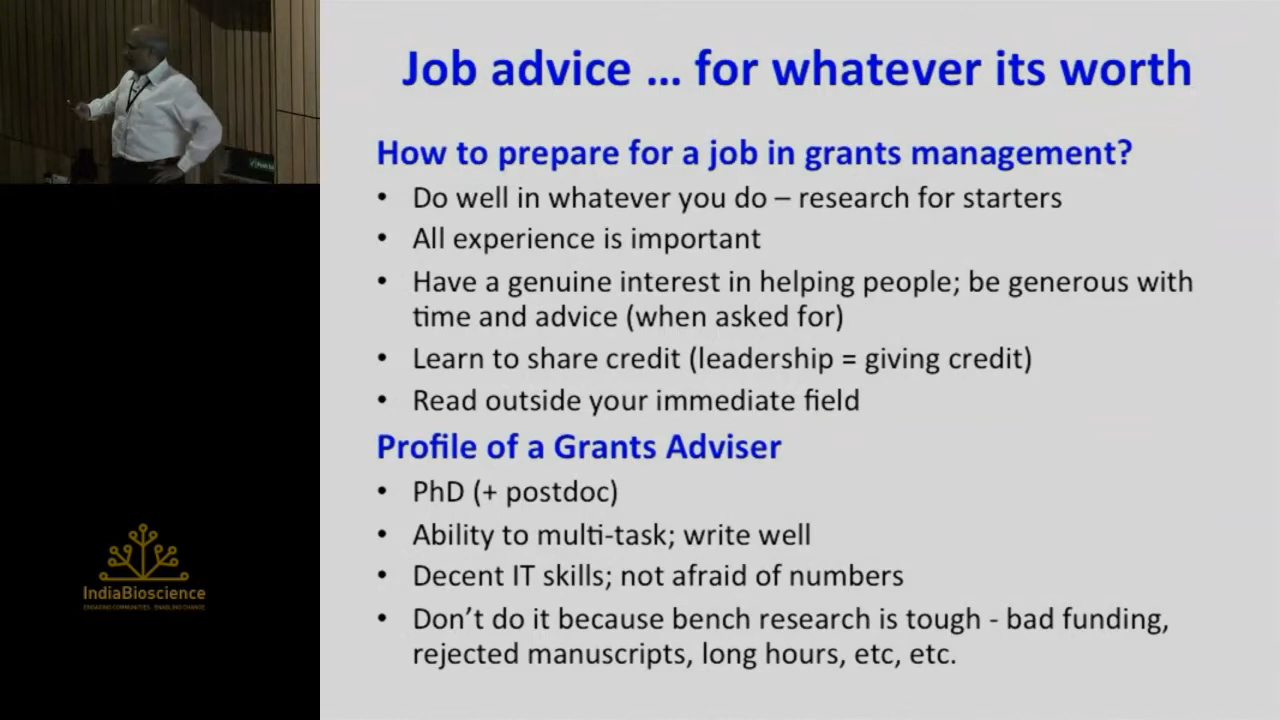 Job advice ... for whatever its worth
How to prepare for a job in grants management?
• Do well in whatever you do – research for starters
• All experience is important
• Have a genuine interest in helping people; be generous with
time and advice (when asked for)
• Learn to share credit (leadership = giving credit)
• Read outside your immediate field
Profile of a Grants Adviser
• PhD (+ postdoc)
• Ability to multi-task; write well
• Decent IT skills; not afraid of numbers
• Don't do it because bench research is tough - bad funding,
rejected manuscripts, long hours, etc, etc.
IndiaBioscience
ENGAGING COMMUNITIES. ENABLING CHANGE.